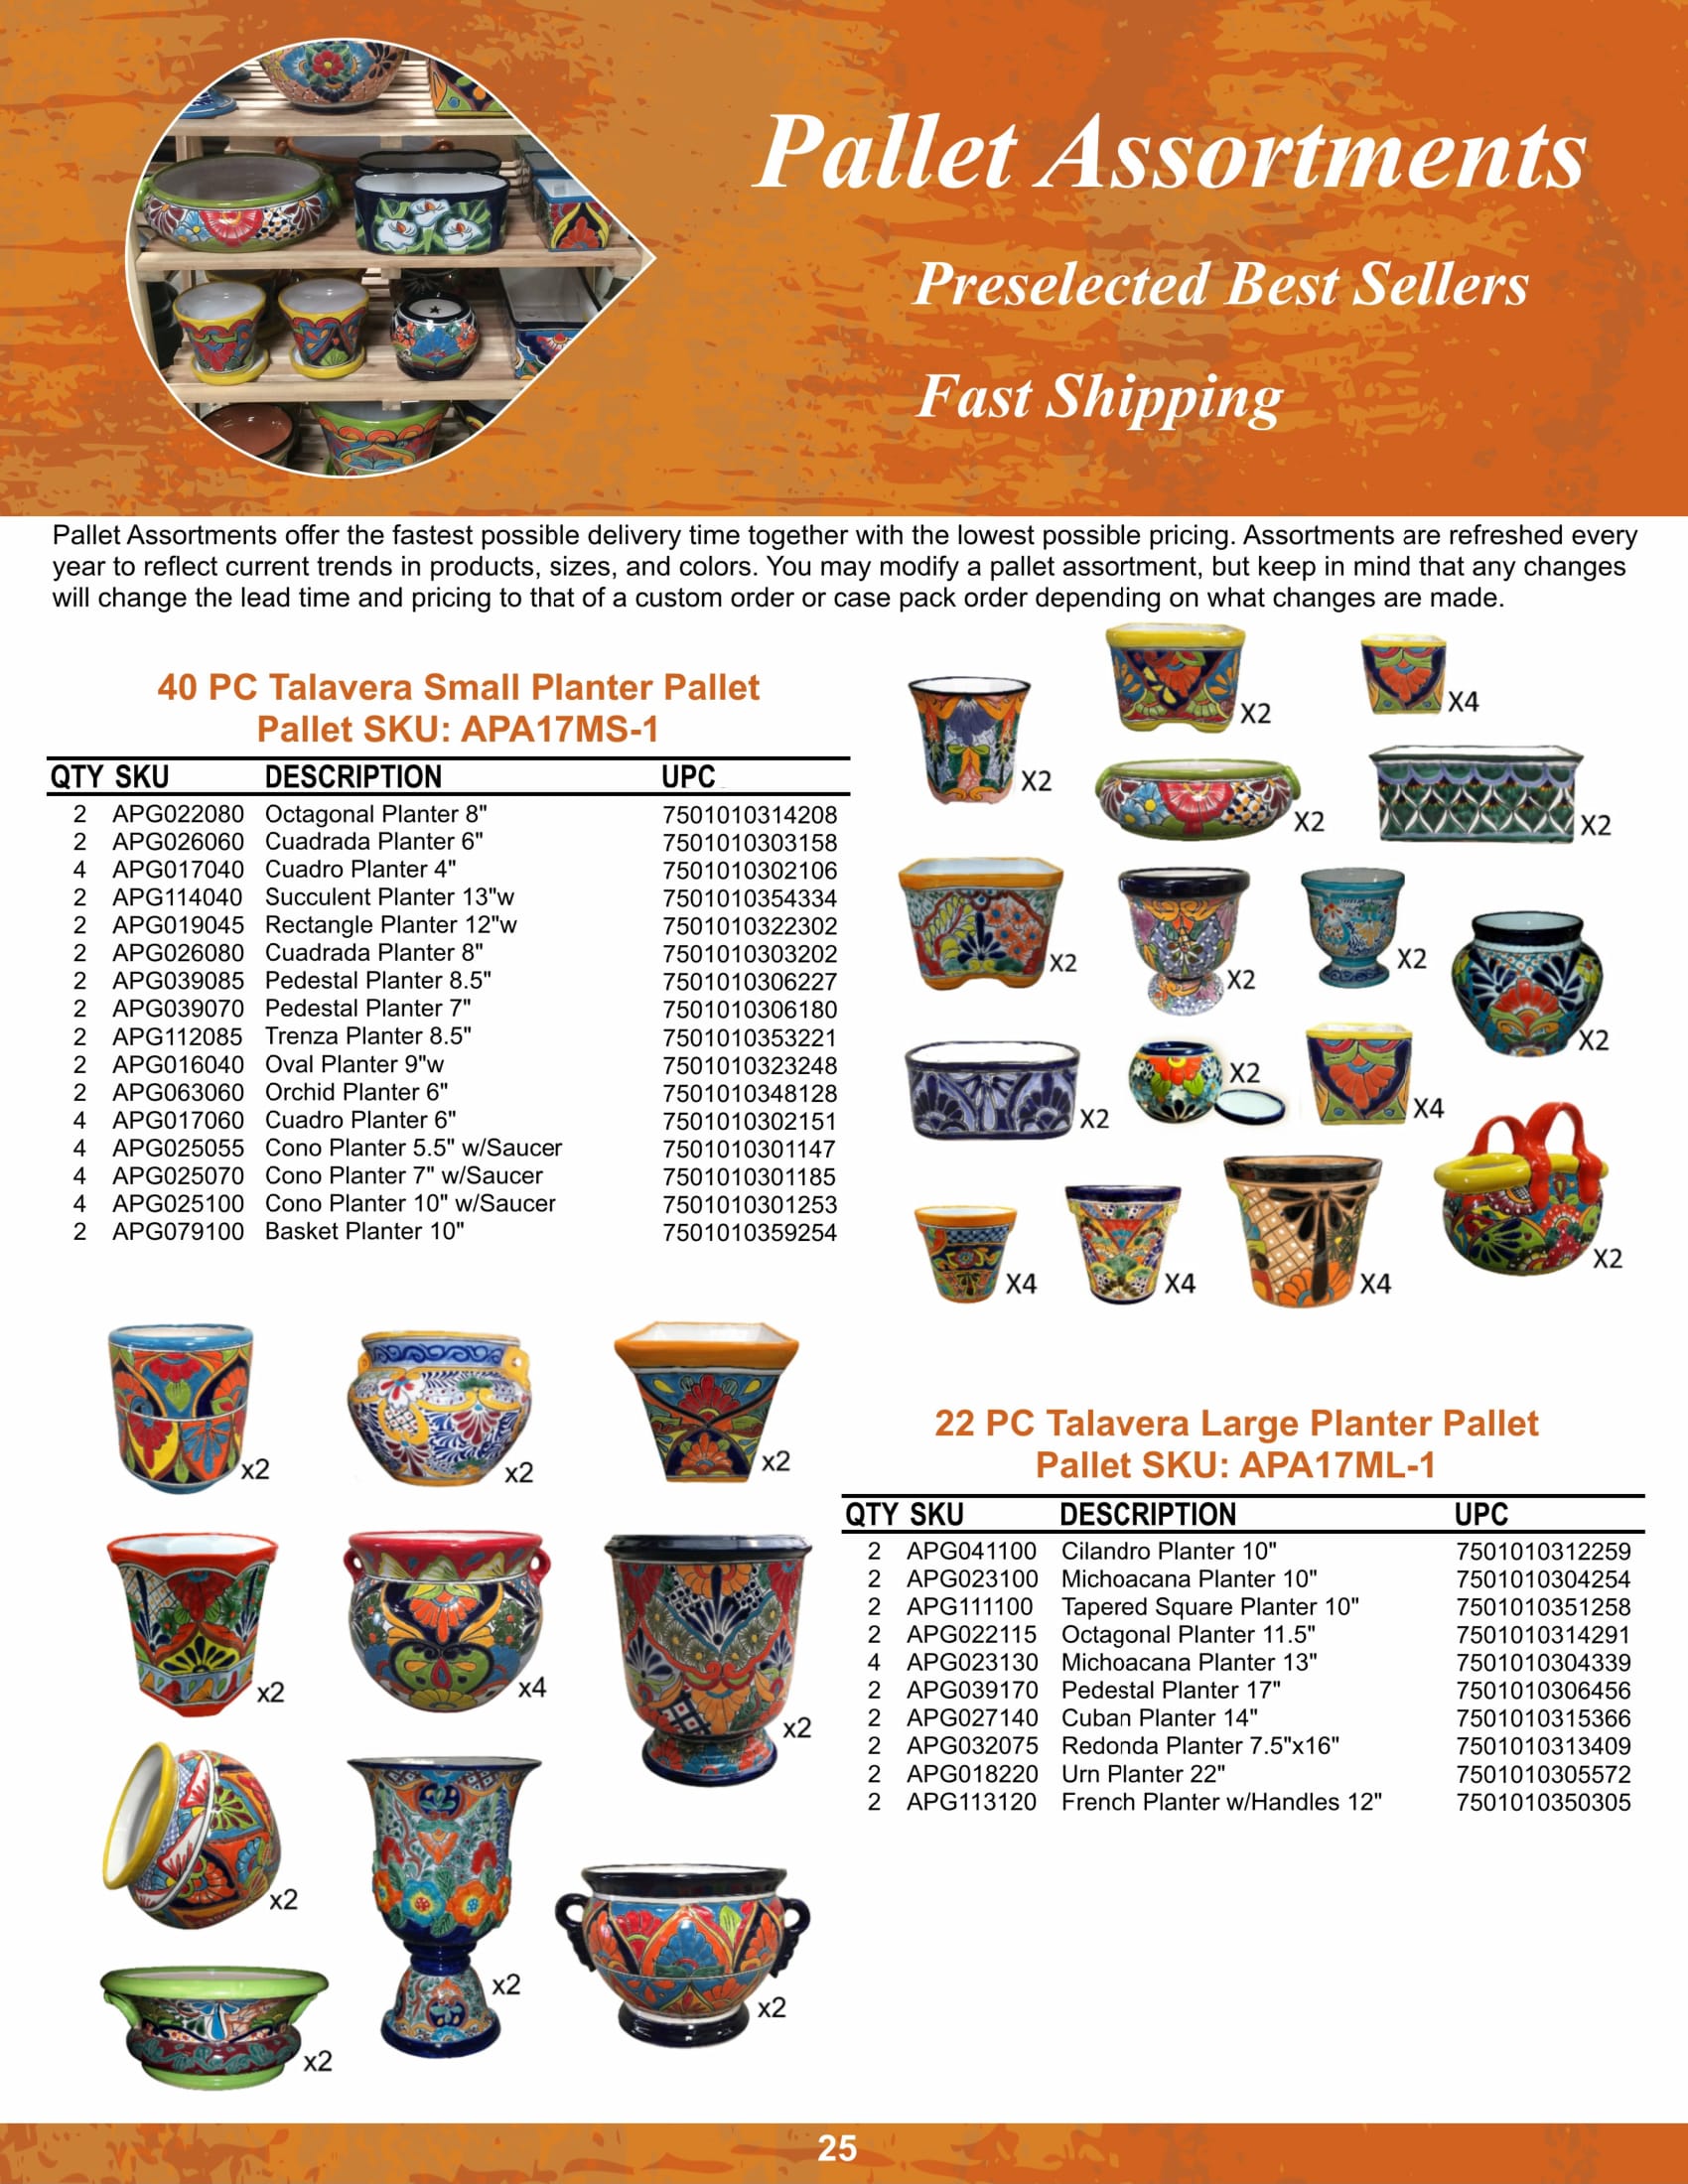 Pallet Assortments
Preselected Best Sellers
Fast Shipping
Pallet Assortments offer the fastest possible delivery time together with the lowest possible pricing. Assortments are refreshed every
year to reflect current trends in products, sizes, and colors. You may modify a pallet assortment, but keep in mind that any changes
will change the lead time and pricing to that of a custom order or case pack order depending on what changes are made.
40 PC Talavera Small Planter Pallet
Pallet SKU: APA17MS-1
QTY SKU DESCRIPTION UPC
2 APG022080 Octagonal Planter 8" 7501010314208
2 APG026060 Cuadrada Planter 6" 7501010303158
4 APG017040 Cuadro Planter 4" 7501010302106
2 APG114040 Succulent Planter 13"w 7501010354334
2 APG019045 Rectangle Planter 12"w 7501010322302
2 APG026080 Cuadrada Planter 8" 7501010303202
2 APG039085 Pedestal Planter 8.5" 7501010306227
2 APG039070 Pedestal Planter 7" 7501010306180
2 APG112085 Trenza Planter 8.5" 7501010353221
2 APG016040 Oval Planter 9"w 7501010323248
2 APG063060 Orchid Planter 6" 7501010348128
4 APG017060 Cuadro Planter 6" 7501010302151
4 APG025055 Cono Planter 5.5" w/Saucer 7501010301147
4 APG025070 Cono Planter 7" w/Saucer 7501010301185
4 APG025100 Cono Planter 10" w/Saucer 7501010301253
2 APG079100 Basket Planter 10" 7501010359254
X2
X2
X4
X2
X2
X2
X2
X2
X2
X2
X2
X4
X4
X4
X4
X2
x2
x2
x2
x2
x4
x2
x2
x2
x2
x2
22 PC Talavera Large Planter Pallet
Pallet SKU: APA17ML-1
QTY SKU DESCRIPTION UPC
2 APG041100 Cilandro Planter 10" 7501010312259
2 APG023100 Michoacana Planter 10" 7501010304254
2 APG111100 Tapered Square Planter 10" 7501010351258
2 APG022115 Octagonal Planter 11.5" 7501010314291
4 APG023130 Michoacana Planter 13" 7501010304339
2 APG039170 Pedestal Planter 17" 7501010306456
2 APG027140 Cuban Planter 14" 7501010315366
2 APG032075 Redonda Planter 7.5"x16" 7501010313409
2 APG018220 Urn Planter 22" 7501010305572
2 APG113120 French Planter w/Handles 12" 7501010350305
25